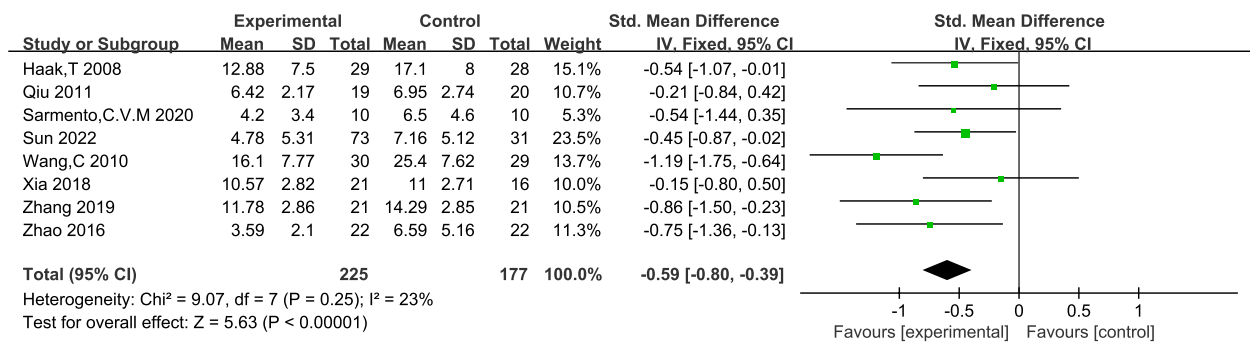 Experimental Control Std. Mean Difference Std. Mean Difference
Study or Subgroup Mean SD Total Mean SD Total Weight IV, Fixed, 95% CI IV, Fixed, 95% CI
Haak,T 2008 12.88 7.5 29 17.1 8 28 15.1% -0.54 [-1.07, -0.01]
Qiu 2011 6.42 2.17 19 6.95 2.74 20 10.7% -0.21 [-0.84, 0.42]
Sarmento,C.V.M 2020 4.2 3.4 10 6.5 4.6 10 5.3% -0.54 [-1.44, 0.35]
Sun 2022 4.78 5.31 73 7.16 5.12 31 23.5% -0.45 [-0.87, -0.02]
Wang,C 2010 16.1 7.77 30 25.4 7.62 29 13.7% -1.19 [-1.75, -0.64]
Xia 2018 10.57 2.82 21 11 2.71 16 10.0% -0.15 [-0.80, 0.50]
Zhang 2019 11.78 2.86 21 14.29 2.85 21 10.5% -0.86 [-1.50, -0.23]
Zhao 2016 3.59 2.1 22 6.59 5.16 22 11.3% -0.75 [-1.36, -0.13]
Total (95% CI) 225 177 100.0% -0.59 [-0.80, -0.39]
Heterogeneity: Chi² = 9.07, df = 7 (P = 0.25); I² = 23%
Test for overall effect: Z = 5.63 (P < 0.00001)
-1 -0.5 0 0.5 1
Favours [experimental] Favours [control]